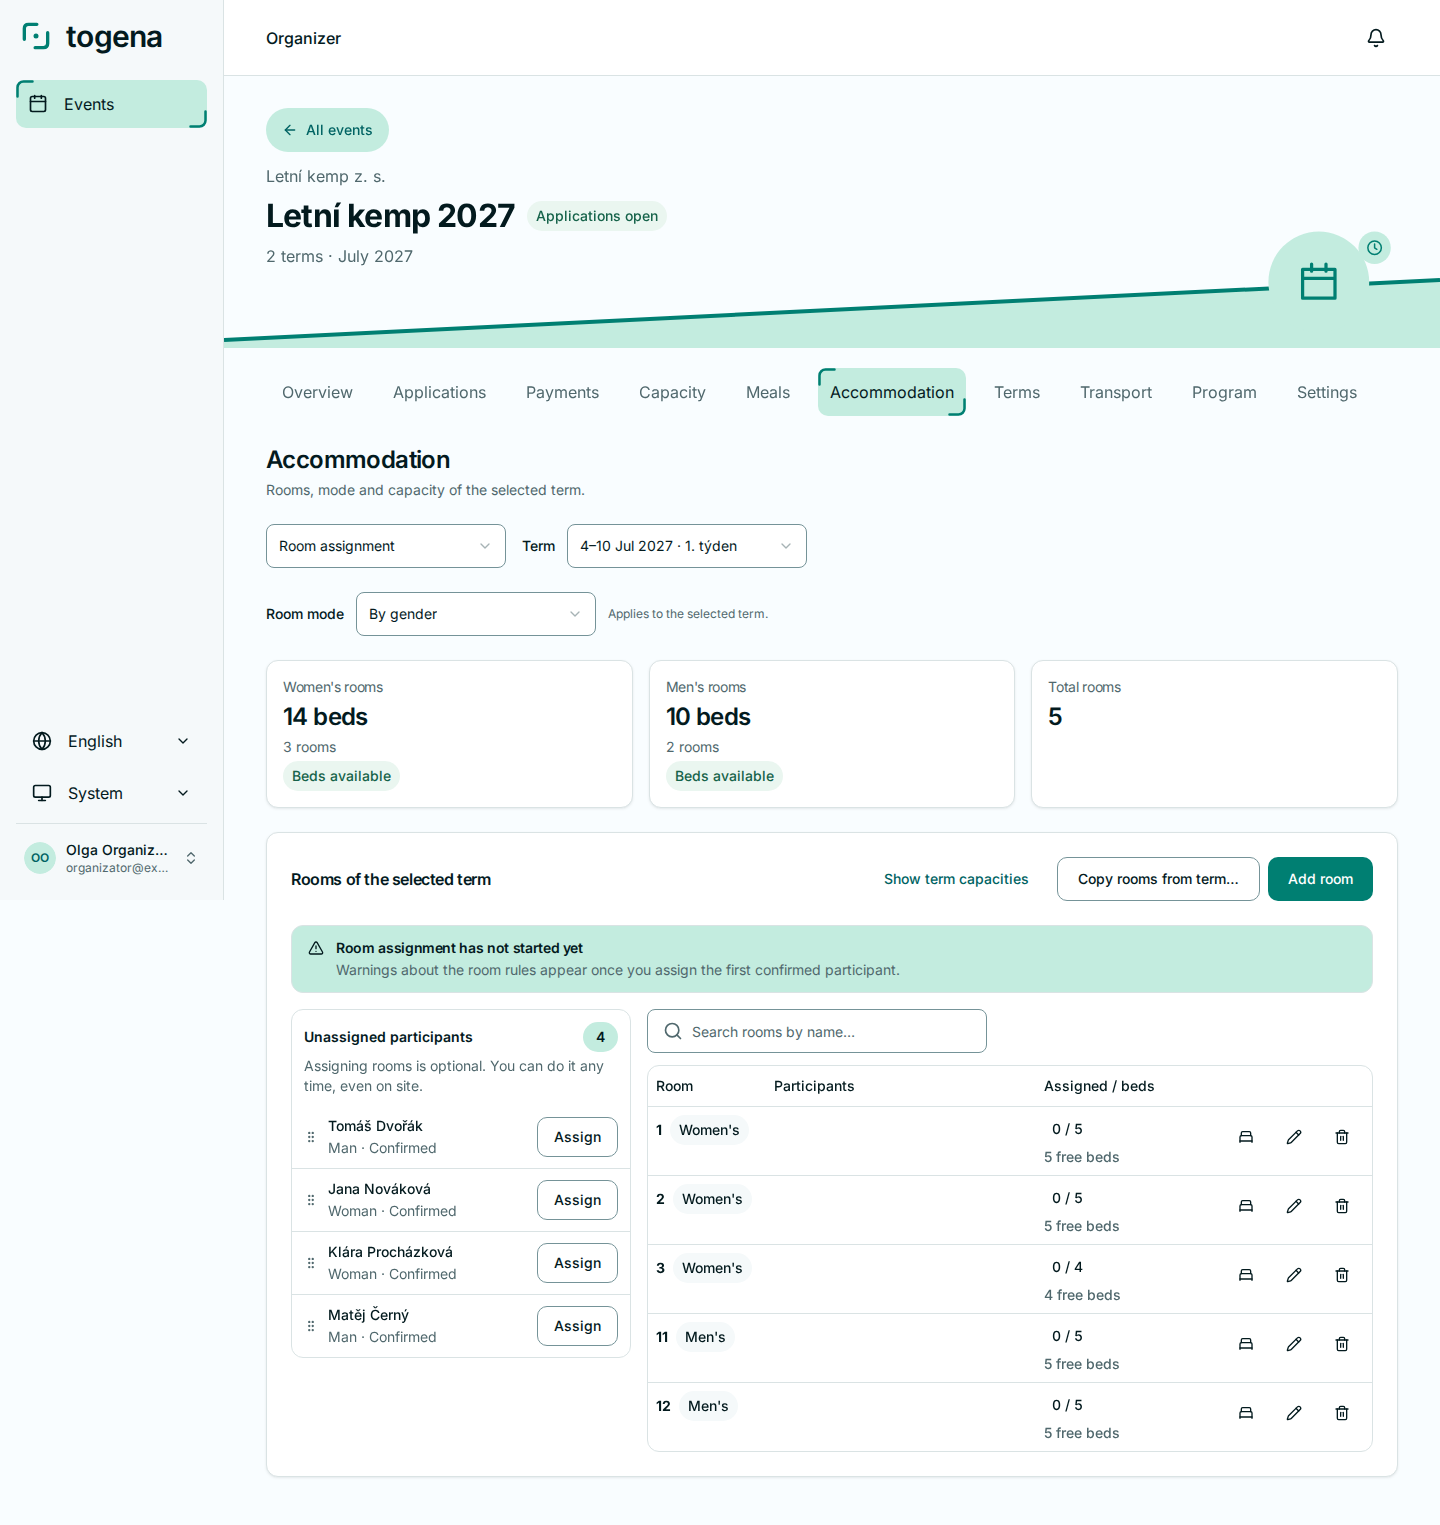 togena
Organizer
Events
All events
Letní kemp z. s.
Letní kemp 2027
Applications open
2 terms · July 2027
Overview
Applications
Payments
Capacity
Meals
Accommodation
Terms
Transport
Program
Settings
Accommodation
Rooms, mode and capacity of the selected term.
Room assignment
Term
4–10 Jul 2027 · 1. týden
Room mode
By gender
Applies to the selected term.
Women's rooms
14 beds
3 rooms
Beds available
Men's rooms
10 beds
2 rooms
Beds available
Total rooms
5
English
System
OO
Olga Organiz...
organizator@ex...
Rooms of the selected term
Show term capacities
Copy rooms from term...
Add room
Room assignment has not started yet
Warnings about the room rules appear once you assign the first confirmed participant.
Unassigned participants
4
Assigning rooms is optional. You can do it any
time, even on site.
Tomáš Dvořák
Man · Confirmed
Assign
Jana Nováková
Woman · Confirmed
Assign
Klára Procházková
Woman · Confirmed
Assign
Matěj Černý
Man · Confirmed
Assign
Search rooms by name...
Room
Participants
Assigned / beds
1 Women's
0 / 5
5 free beds
2 Women's
0 / 5
5 free beds
3 Women's
0 / 4
4 free beds
11 Men's
0 / 5
5 free beds
12 Men's
0 / 5
5 free beds